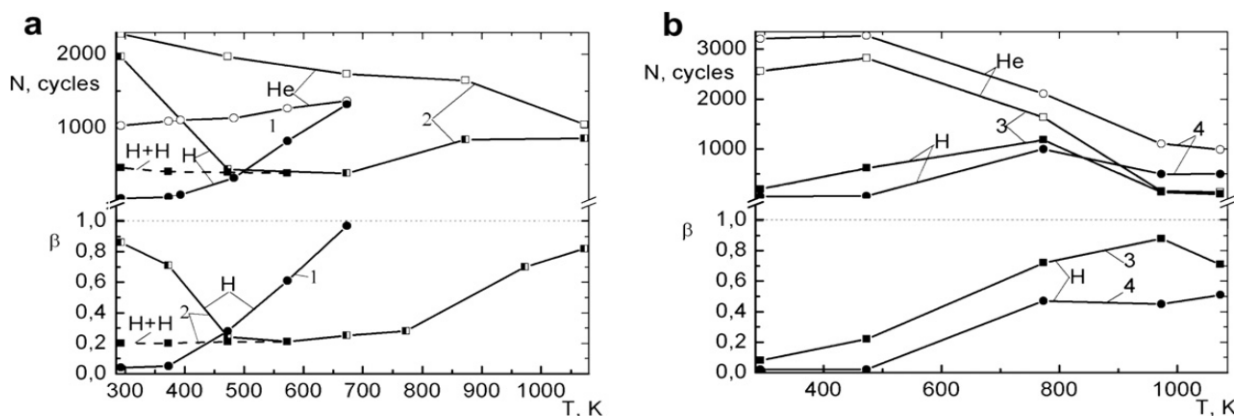 a
2000
N, cycles
1000
He
1
2
H+H
H
1,0
β
0,8
0,6
0,4
0,2
0,0
H
1
2
H+H
300 400 500 600 700 800 900 1000
T, K
b
3000
N, cycles
2000
1000
He
3
H
4
1,0
β
0,8
0,6
0,4
0,2
0,0
3
H
4
400 600 800 1000
T, K